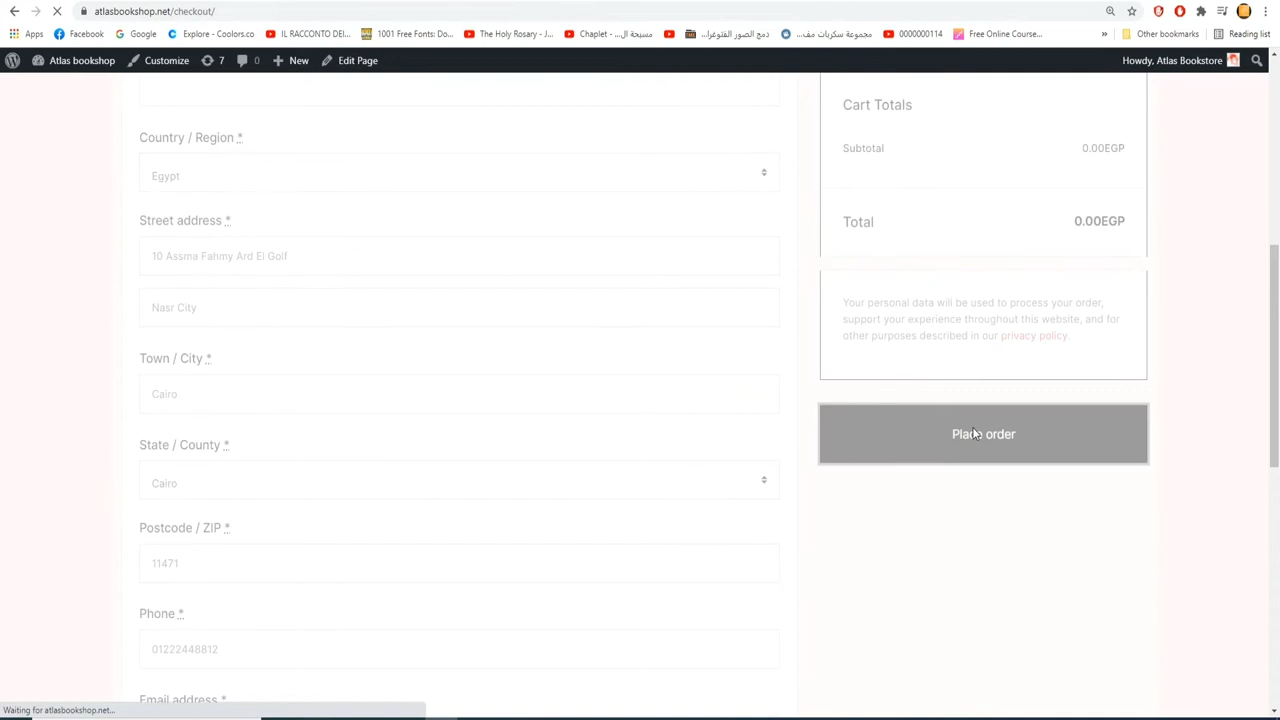 atlasbookshop.net/checkout/
Apps
Facebook
Google
Explore - Coolors.co
IL RACCONTO DEL...
1001 Free Fonts: Do...
The Holy Rosary - J...
Chaplet - ... مسبحة ال
دمج الصور الفتوغرا...
مجموعة سكربات مف...
0000000114
Free Online Course...
»
Other bookmarks
Reading list
Atlas bookshop
Customize
7
0
New
Edit Page
Howdy, Atlas Bookstore
Country / Region *
Egypt
Street address *
10 Assma Fahmy Ard El Golf
Nasr City
Town / City *
Cairo
State / County *
Cairo
Postcode / ZIP *
11471
Phone *
01222448812
Email address *
Cart Totals
Subtotal 0.00EGP
Total 0.00EGP
Your personal data will be used to process your order,
support your experience throughout this website, and for
other purposes described in our privacy policy.
Place order
Waiting for atlasbookshop.net...